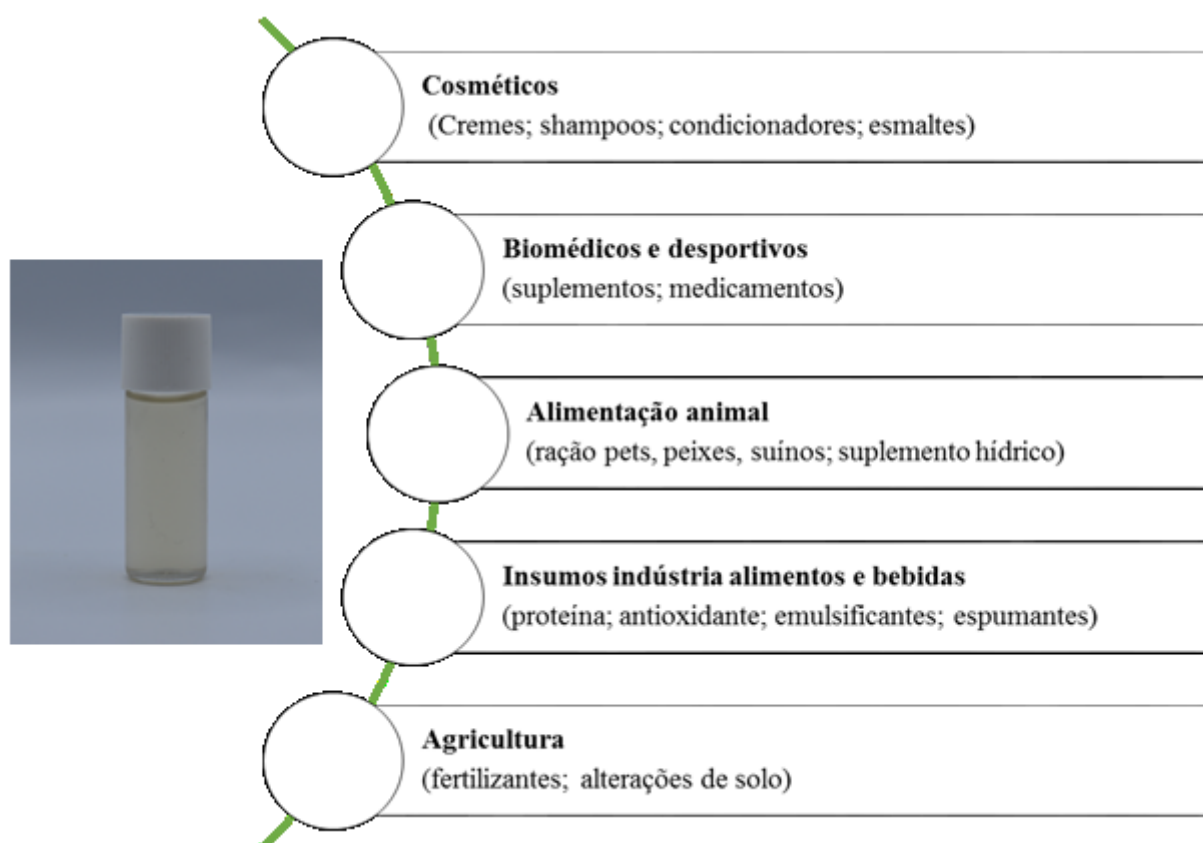 Cosméticos
(Cremes; shampoos; condicionadores; esmaltes)
Biomédicos e desportivos
(suplementos; medicamentos)
Alimentação animal
(ração pets, peixes, suínos; suplemento hídrico)
Insumos indústria alimentos e bebidas
(proteína; antioxidante; emulsificantes; espumantes)
Agricultura
(fertilizantes; alterações de solo)